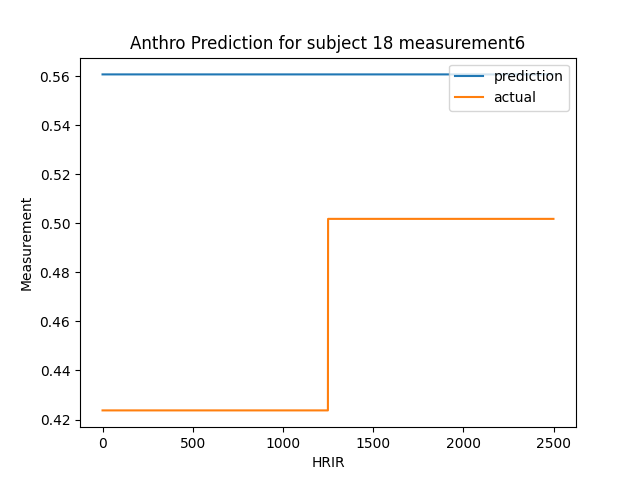 Anthro Prediction for subject 18 measurement6
prediction
actual
0.56
0.54
0.52
0.50
0.48
0.46
0.44
0.42
Measurement
0
500
1000
1500
2000
2500
HRIR